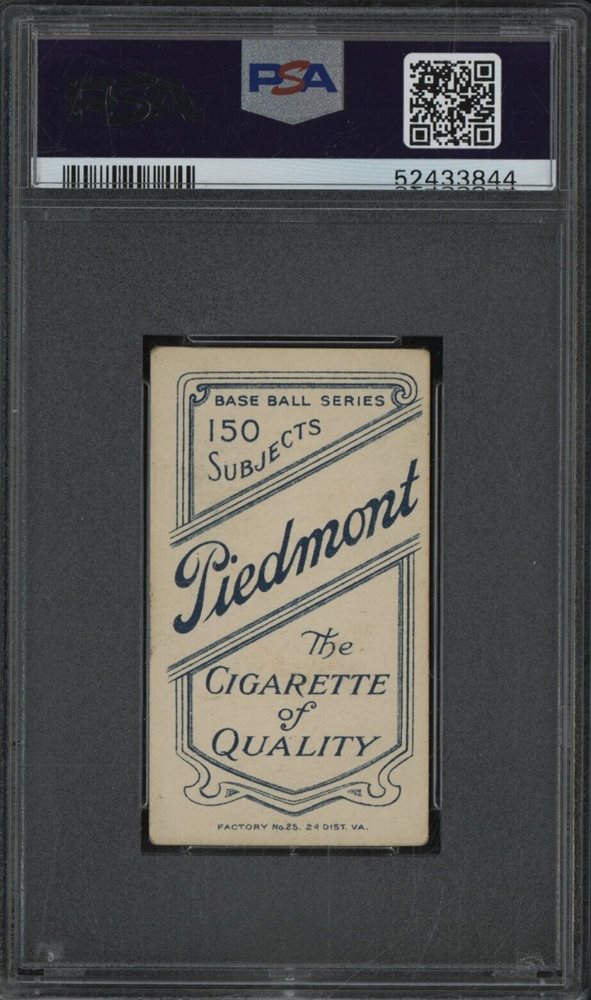 PSA
PSA
52433844
BASE BALL SERIES
150
SUBJECTS
Piedmont
The
CIGARETTE
of
QUALITY
FACTORY No.25. 2d DIST. VA.